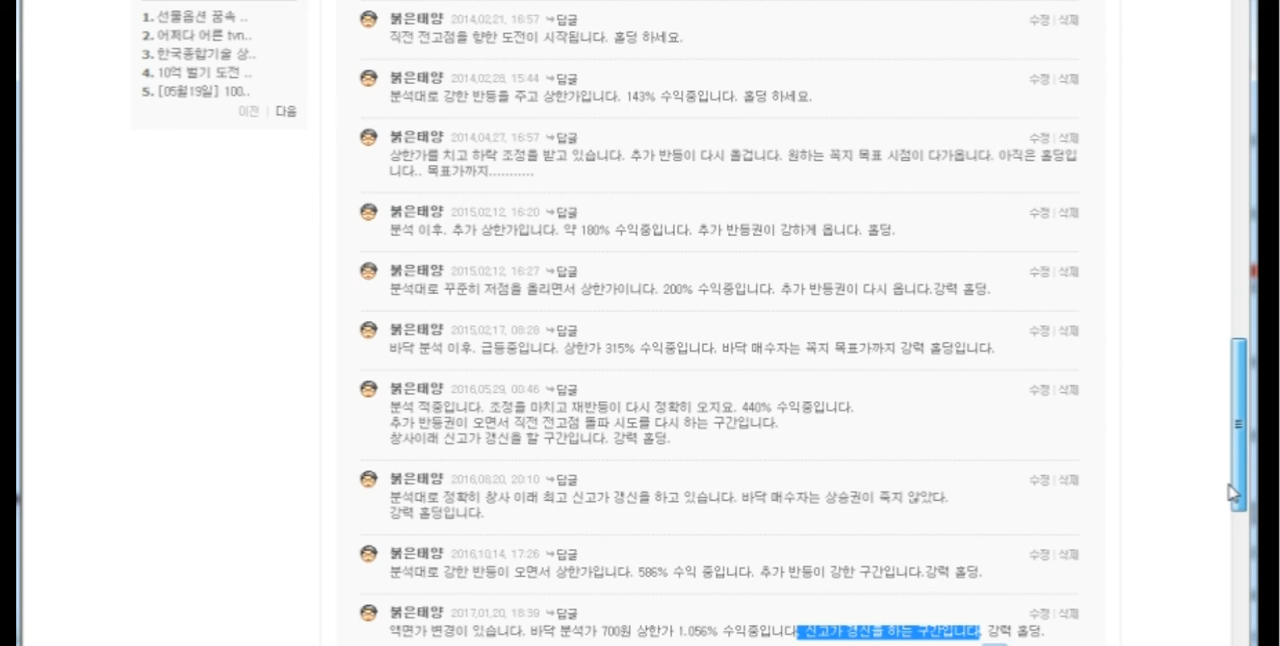 1. 선물옵션 꿈속 ..
2. 어쩌다 어른 tvn..
3. 한국종합기술 상..
4. 10억 벌기 도전 ..
5. [05월19일] 100..
이전 | 다음
붉은태양 2014.02.21, 16:57 답글 수정 | 삭제
직전 전고점을 향한 도전이 시작됩니다. 홀딩 하세요.
붉은태양 2014.02.28, 15:44 답글 수정 | 삭제
분석대로 강한 반등을 주고 상한가입니다. 143% 수익중입니다. 홀딩 하세요.
붉은태양 2014.04.27, 16:57 답글 수정 | 삭제
상한가를 치고 하락 조정을 받고 있습니다. 추가 반등이 다시 올겁니다. 원하는 꼭지 목표 시점이 다가옵니다. 아직은 홀딩입
니다.. 목표가까지...........
붉은태양 2015.02.12, 16:20 답글 수정 | 삭제
분석 이후. 추가 상한가입니다. 약 180% 수익중입니다. 추가 반등권이 강하게 옵니다. 홀딩.
붉은태양 2015.02.12, 16:27 답글 수정 | 삭제
분석대로 꾸준히 저점을 올리면서 상한가이니다. 200% 수익중입니다. 추가 반등권이 다시 옵니다.강력 홀딩.
붉은태양 2015.02.17, 08:28 답글 수정 | 삭제
바닥 분석 이후. 급등중입니다. 상한가 315% 수익중입니다. 바닥 매수자는 꼭지 목표가까지 강력 홀딩입니다.
붉은태양 2016.05.29, 00:46 답글 수정 | 삭제
분석 적중입니다. 조정을 마치고 재반등이 다시 정확히 오지요. 440% 수익중입니다.
추가 반등권이 오면서 직전 전고점 돌파 시도를 다시 하는 구간입니다.
창사이래 신고가 갱신을 할 구간입니다. 강력 홀딩.
붉은태양 2016.08.20, 20:10 답글 수정 | 삭제
분석대로 정확히 창사 이래 최고 신고가 갱신을 하고 있습니다. 바닥 매수자는 상승권이 죽지 않았다.
강력 홀딩입니다.
붉은태양 2016.10.14, 17:26 답글 수정 | 삭제
분석대로 강한 반등이 오면서 상한가입니다. 586% 수익 중입니다. 추가 반등이 강한 구간입니다.강력 홀딩.
붉은태양 2017.01.20, 18:39 답글 수정 | 삭제
액면가 변경이 있습니다. 바닥 분석가 700원 상한가 1.056% 수익중입니다. 신고가 갱신을 하는 구간입니다. 강력 홀딩.